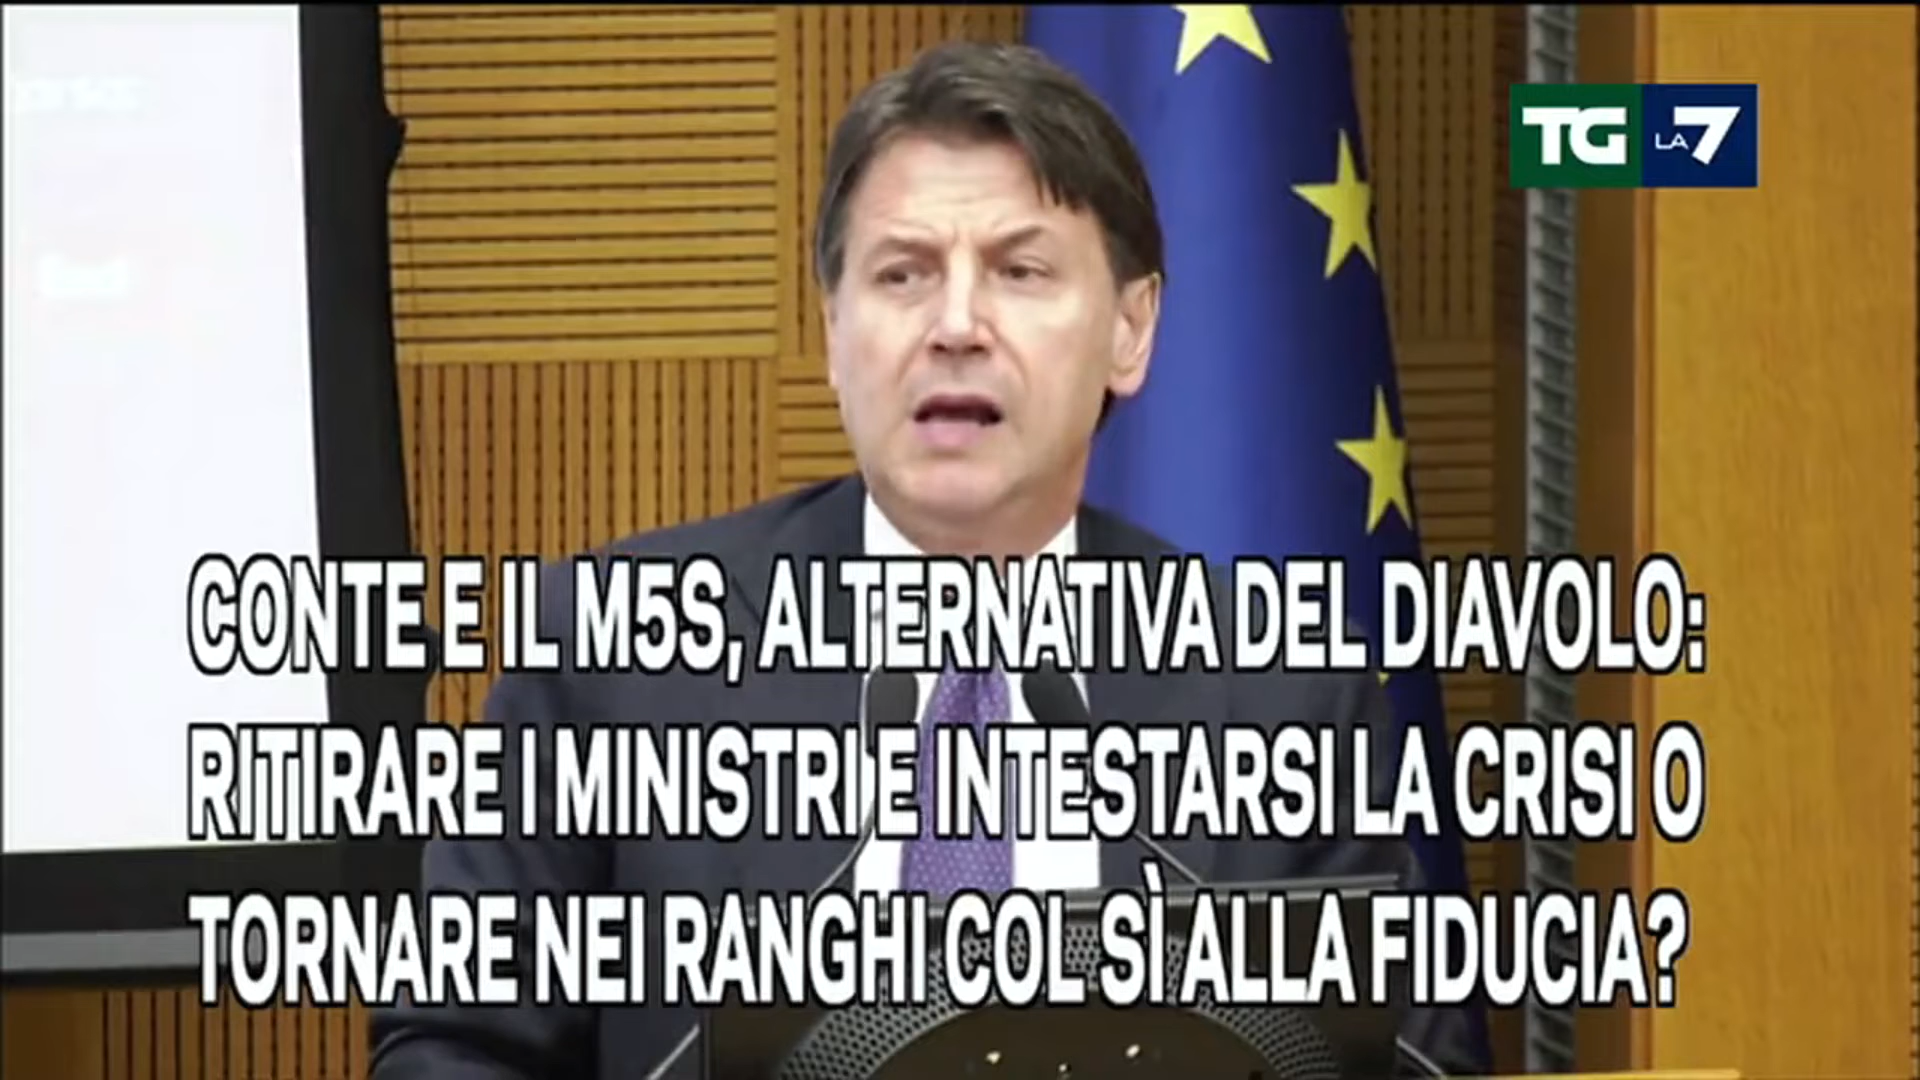 TG LA7
CONTE E IL M5S, ALTERNATIVA DEL DIAVOLO:
RITIRARE I MINISTRI E INTESTARSI LA CRISI O
TORNARE NEI RANGHI COL SÌ ALLA FIDUCIA?